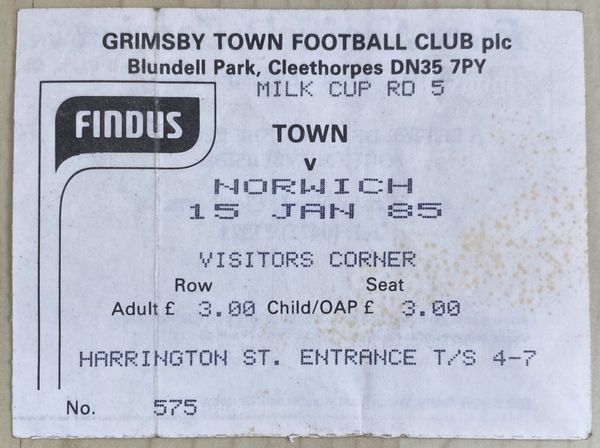 GRIMSBY TOWN FOOTBALL CLUB plc
Blundell Park, Cleethorpes DN35 7PY
MILK CUP RD 5
FINDUS
TOWN
v
NORWICH
15 JAN 85
VISITORS CORNER
Row Seat
Adult £ 3.00 Child/OAP £ 3.00
HARRINGTON ST. ENTRANCE T/S 4-7
No. 575